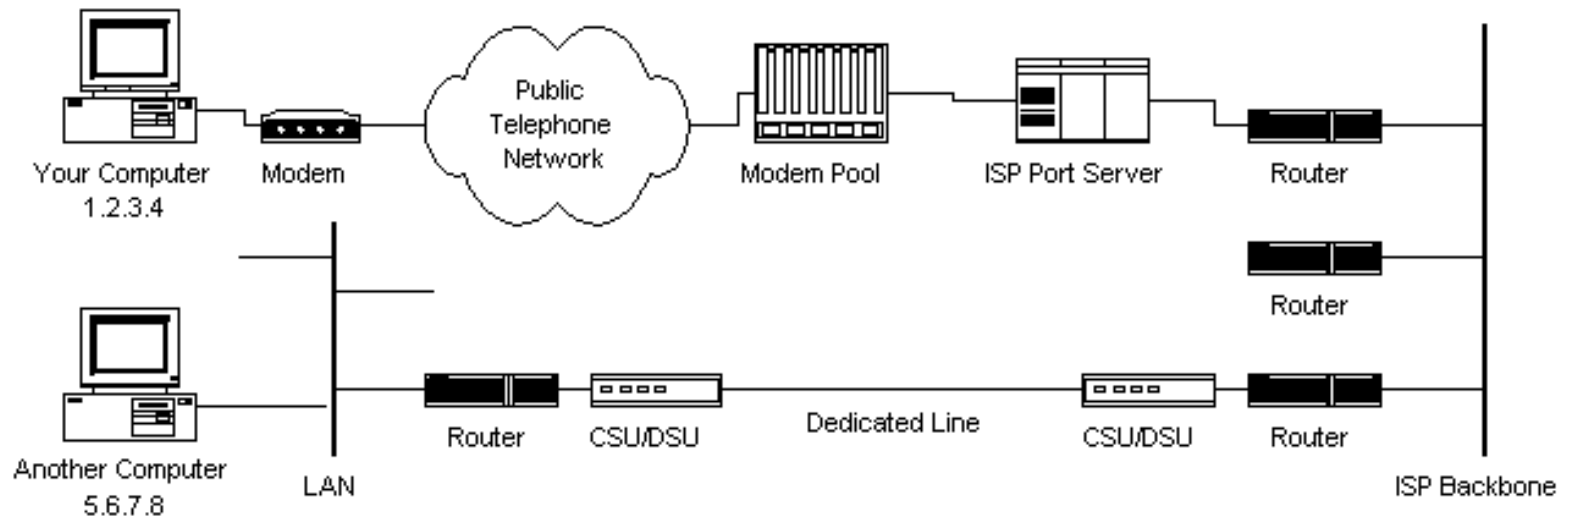 Public
Telephone
Network
Your Computer
1.2.3.4
Modem
Modem Pool
ISP Port Server
Router
Router
Dedicated Line
Router
CSU/DSU
CSU/DSU
Router
Another Computer
5.6.7.8
LAN
ISP Backbone